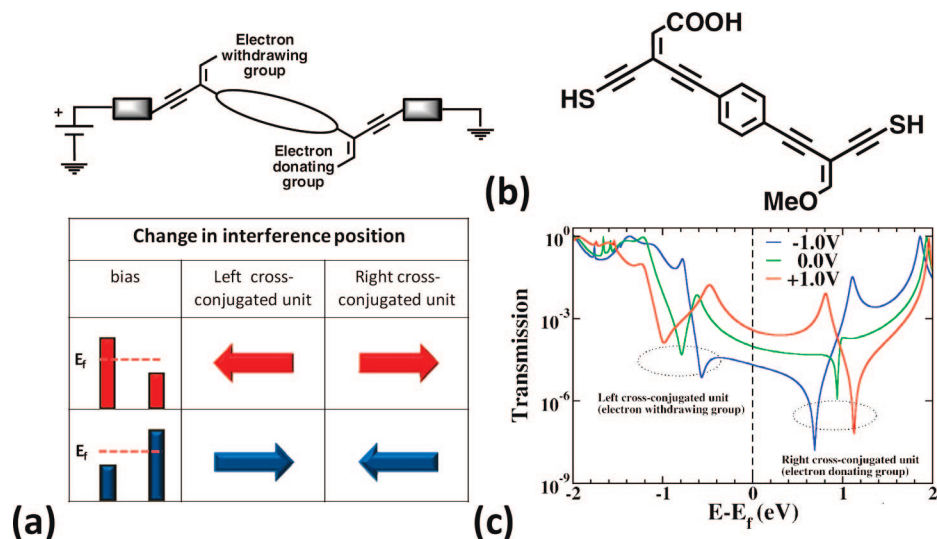 Electron
withdrawing
group
+
Electron
donating
group
(a)
Change in interference position
bias
Left cross-
conjugated unit
Right cross-
conjugated unit
Ef
Ef
COOH
HS
SH
MeO
(b)
Transmission
10^0
10^-3
10^-6
10^-9
-1.0V
0.0V
+1.0V
Left cross-conjugated unit
(electron withdrawing group)
Right cross-conjugated unit
(electron donating group)
-2 -1 0 1 2
E-Ef (eV)
(c)